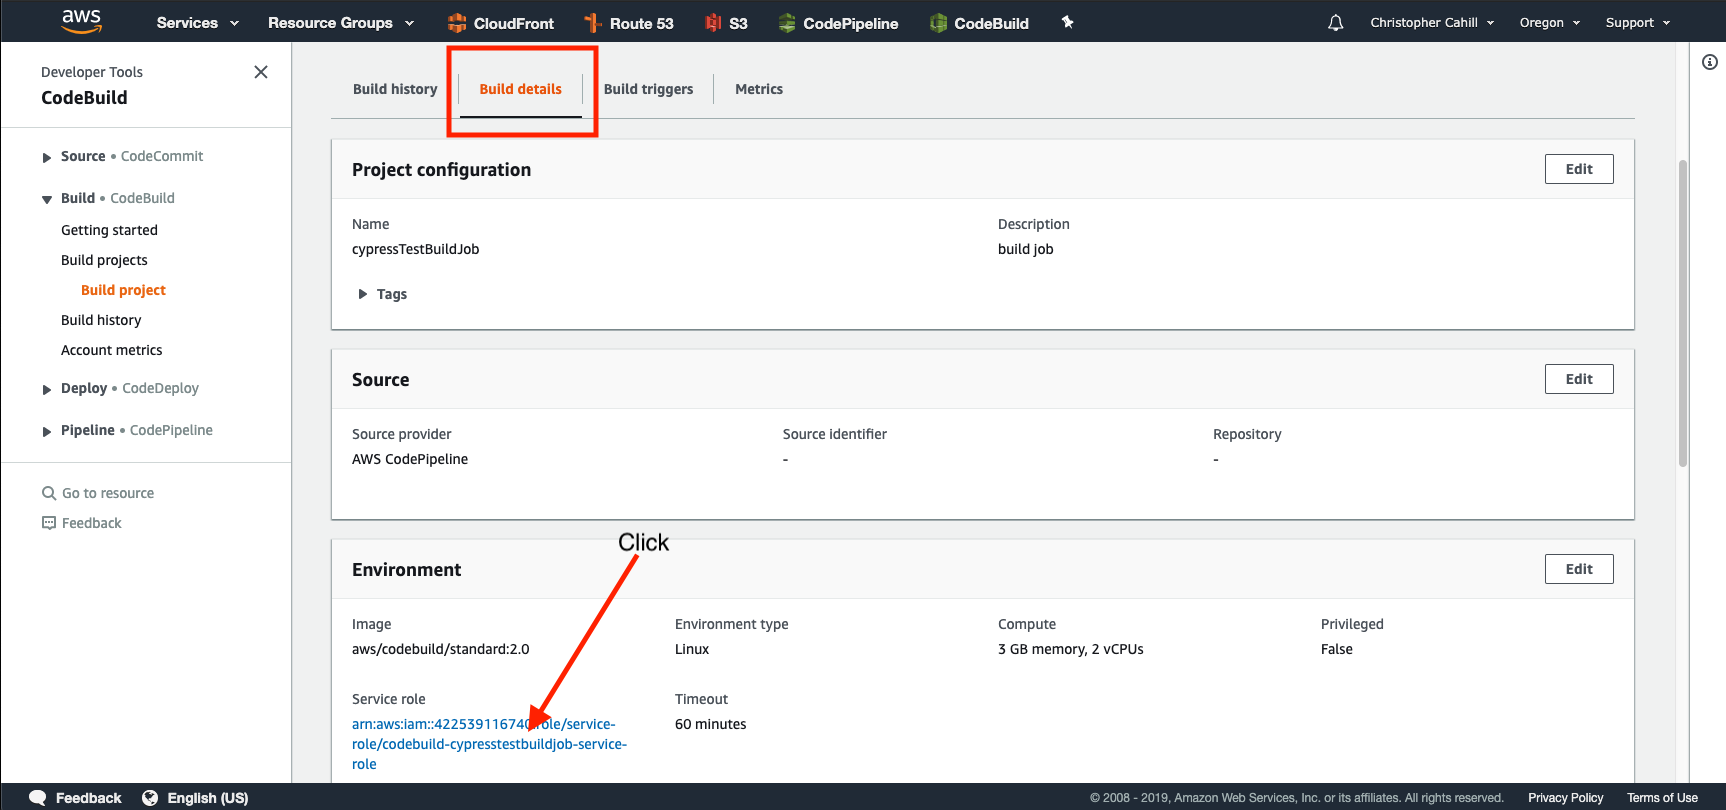 aws Services Resource Groups CloudFront Route 53 S3 CodePipeline CodeBuild Christopher Cahill Oregon Support
Developer Tools
CodeBuild
Source • CodeCommit
Build • CodeBuild
Getting started
Build projects
Build project
Build history
Account metrics
Deploy • CodeDeploy
Pipeline • CodePipeline
Go to resource
Feedback
Build history Build details Build triggers Metrics
Project configuration Edit
Name Description
cypressTestBuildJob build job
Tags
Source Edit
Source provider Source identifier Repository
AWS CodePipeline - -
Click
Environment Edit
Image Environment type Compute Privileged
aws/codebuild/standard:2.0 Linux 3 GB memory, 2 vCPUs False
Service role Timeout
arn:aws:iam::422539116740:role/service- 60 minutes
role/codebuild-cypresstestbuildjob-service-
role
Feedback English (US) © 2008 - 2019, Amazon Web Services, Inc. or its affiliates. All rights reserved. Privacy Policy Terms of Use